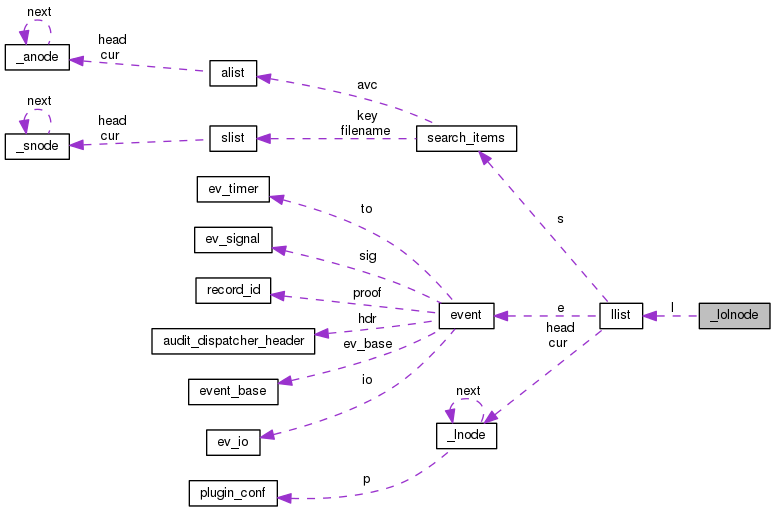 next
_anode
head
cur
alist
avc
next
_snode
head
cur
slist
key
filename
search_items
ev_timer
to
s
ev_signal
sig
record_id
proof
hdr
event
e
llist
l
_lolnode
audit_dispatcher_header
ev_base
head
cur
event_base
io
next
ev_io
_lnode
plugin_conf
p